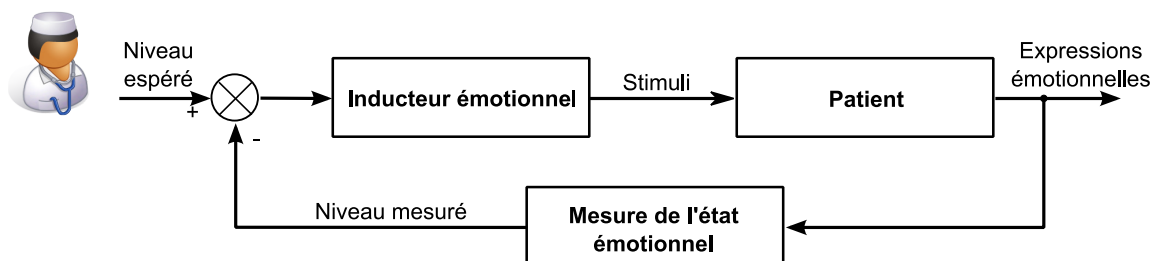 Niveau
espéré
+
-
Inducteur émotionnel
Stimuli
Patient
Expressions
émotionnelles
Niveau mesuré
Mesure de l'état
émotionnel